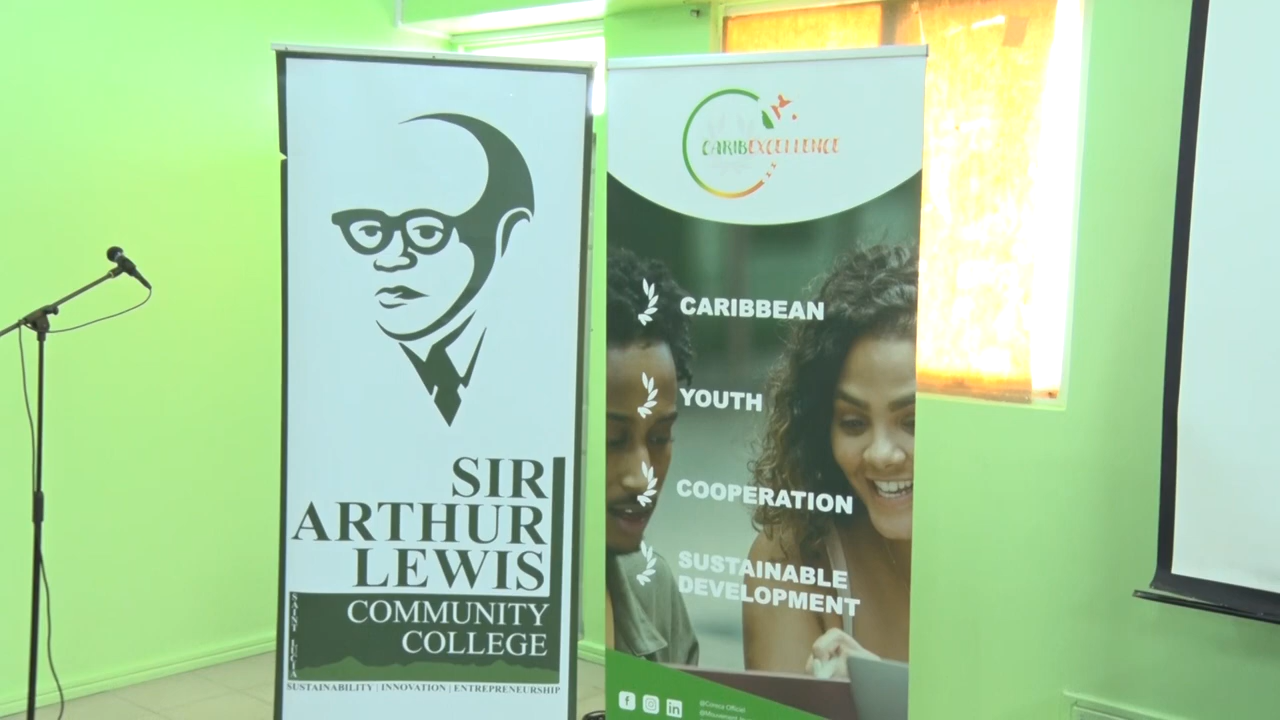 SIR
ARTHUR
LEWIS
SAINT LUCIA
COMMUNITY
COLLEGE
SUSTAINABILITY | INNOVATION | ENTREPRENEURSHIP
CARIBEXCELLENCE
CARIBBEAN
YOUTH
COOPERATION
SUSTAINABLE
DEVELOPMENT